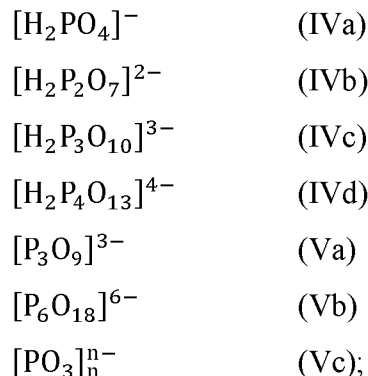 [H₂PO₄]⁻ (IVa)
[H₂P₂O₇]²⁻ (IVb)
[H₂P₃O₁₀]³⁻ (IVc)
[H₂P₄O₁₃]⁴⁻ (IVd)
[P₃O₉]³⁻ (Va)
[P₆O₁₈]⁶⁻ (Vb)
[PO₃]ₙⁿ⁻ (Vc);